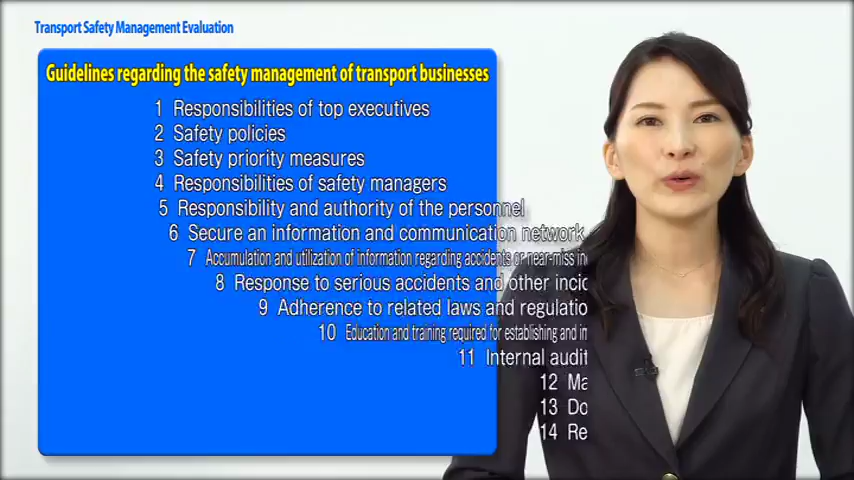 Transport Safety Management Evaluation
Guidelines regarding the safety management of transport businesses
1 Responsibilities of top executives
2 Safety policies
3 Safety priority measures
4 Responsibilities of safety managers
5 Responsibility and authority of the personnel
6 Secure an information and communication network
7 Accumulation and utilization of information regarding accidents or near-miss in
8 Response to serious accidents and other incid
9 Adherence to related laws and regulatio
10 Education and training required for establishing and im
11 Internal audit
12 Ma
13 Do
14 Re